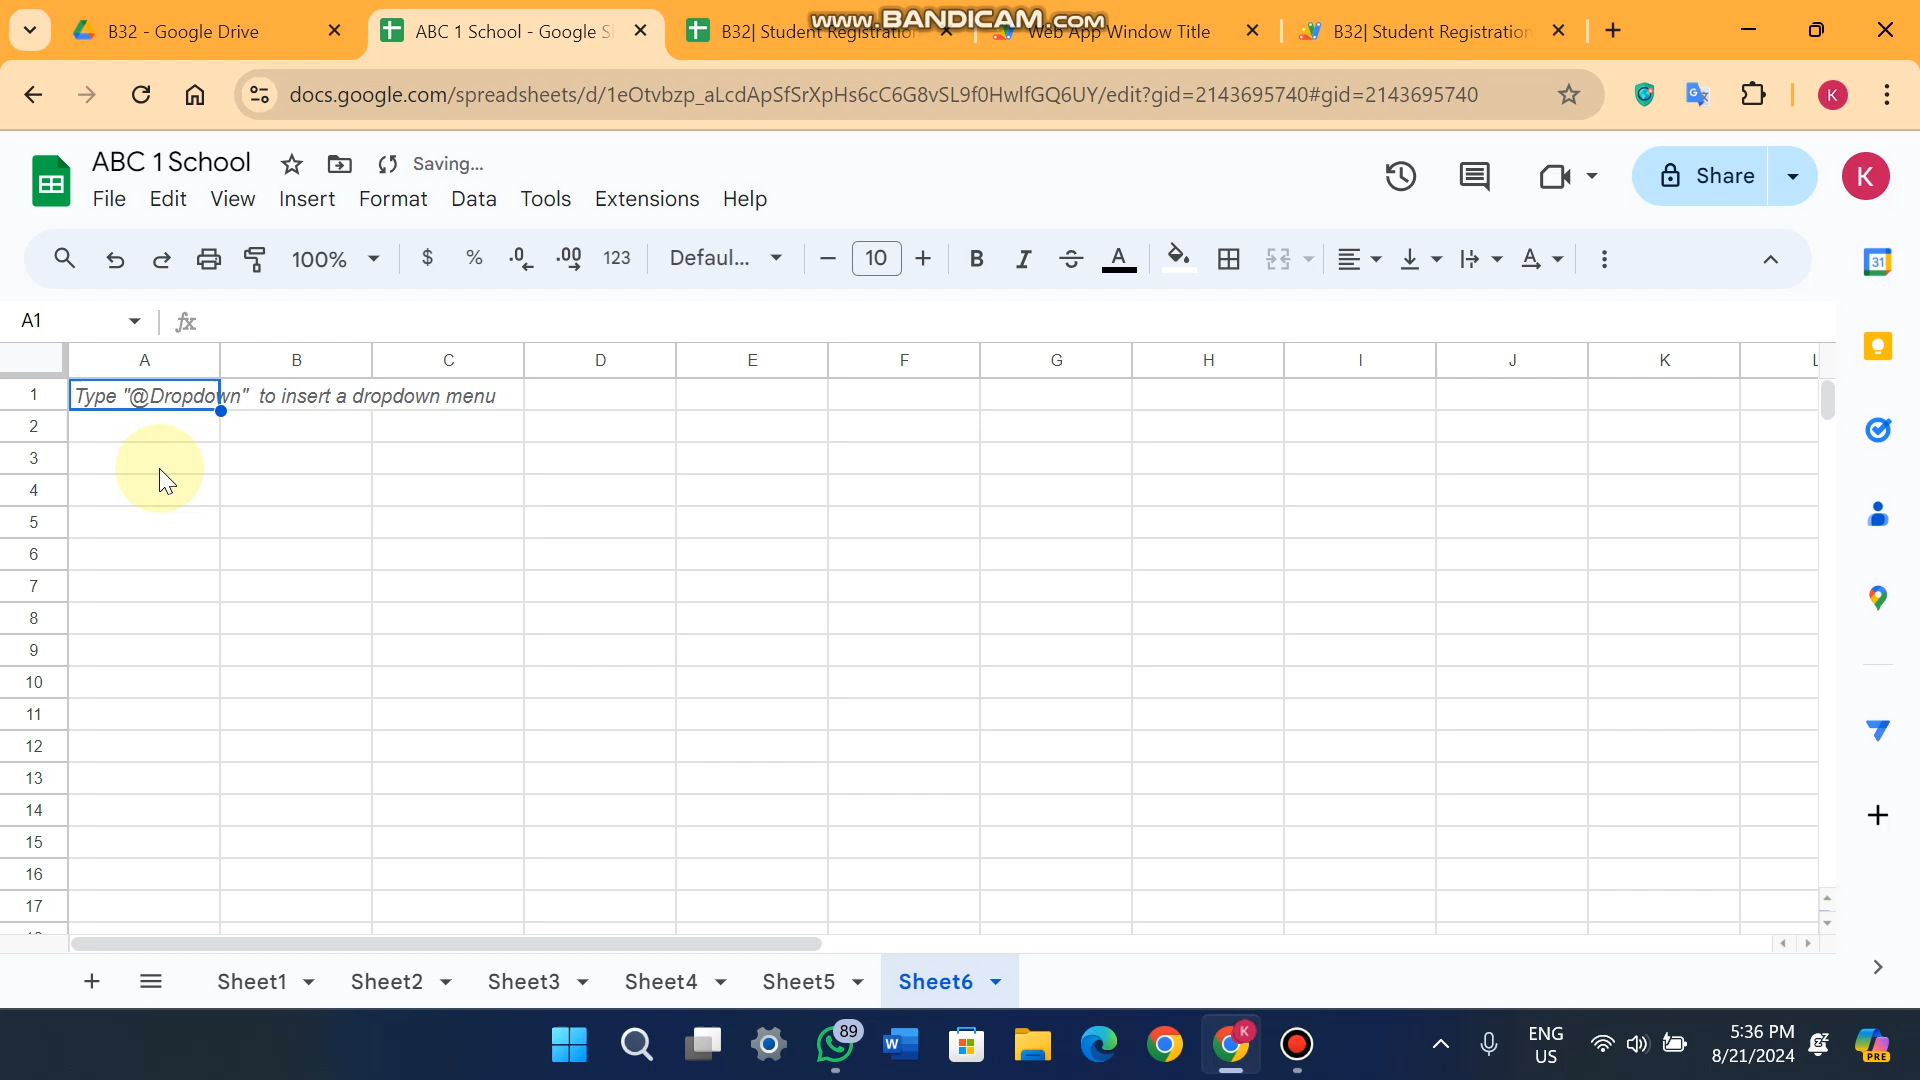 www.BANDICAM.com
B32 - Google Drive
ABC 1 School - Google S
B32| Student Registration
Web App Window Title
B32| Student Registration
docs.google.com/spreadsheets/d/1eOtvbzp_aLcdApSfSrXpHs6cC6G8vSL9f0HwIfGQ6UY/edit?gid=2143695740#gid=2143695740
K
ABC 1 School
Saving...
File Edit View Insert Format Data Tools Extensions Help
Share
K
100%
$ % .0 .00 123
Defaul...
10
B I S A
31
A1
fx
A B C D E F G H I J K L
1 Type "@Dropdown" to insert a dropdown menu
2
3
4
5
6
7
8
9
10
11
12
13
14
15
16
17
Sheet1 Sheet2 Sheet3 Sheet4 Sheet5 Sheet6
89
W
K
ENG
US
5:36 PM
8/21/2024
PRE